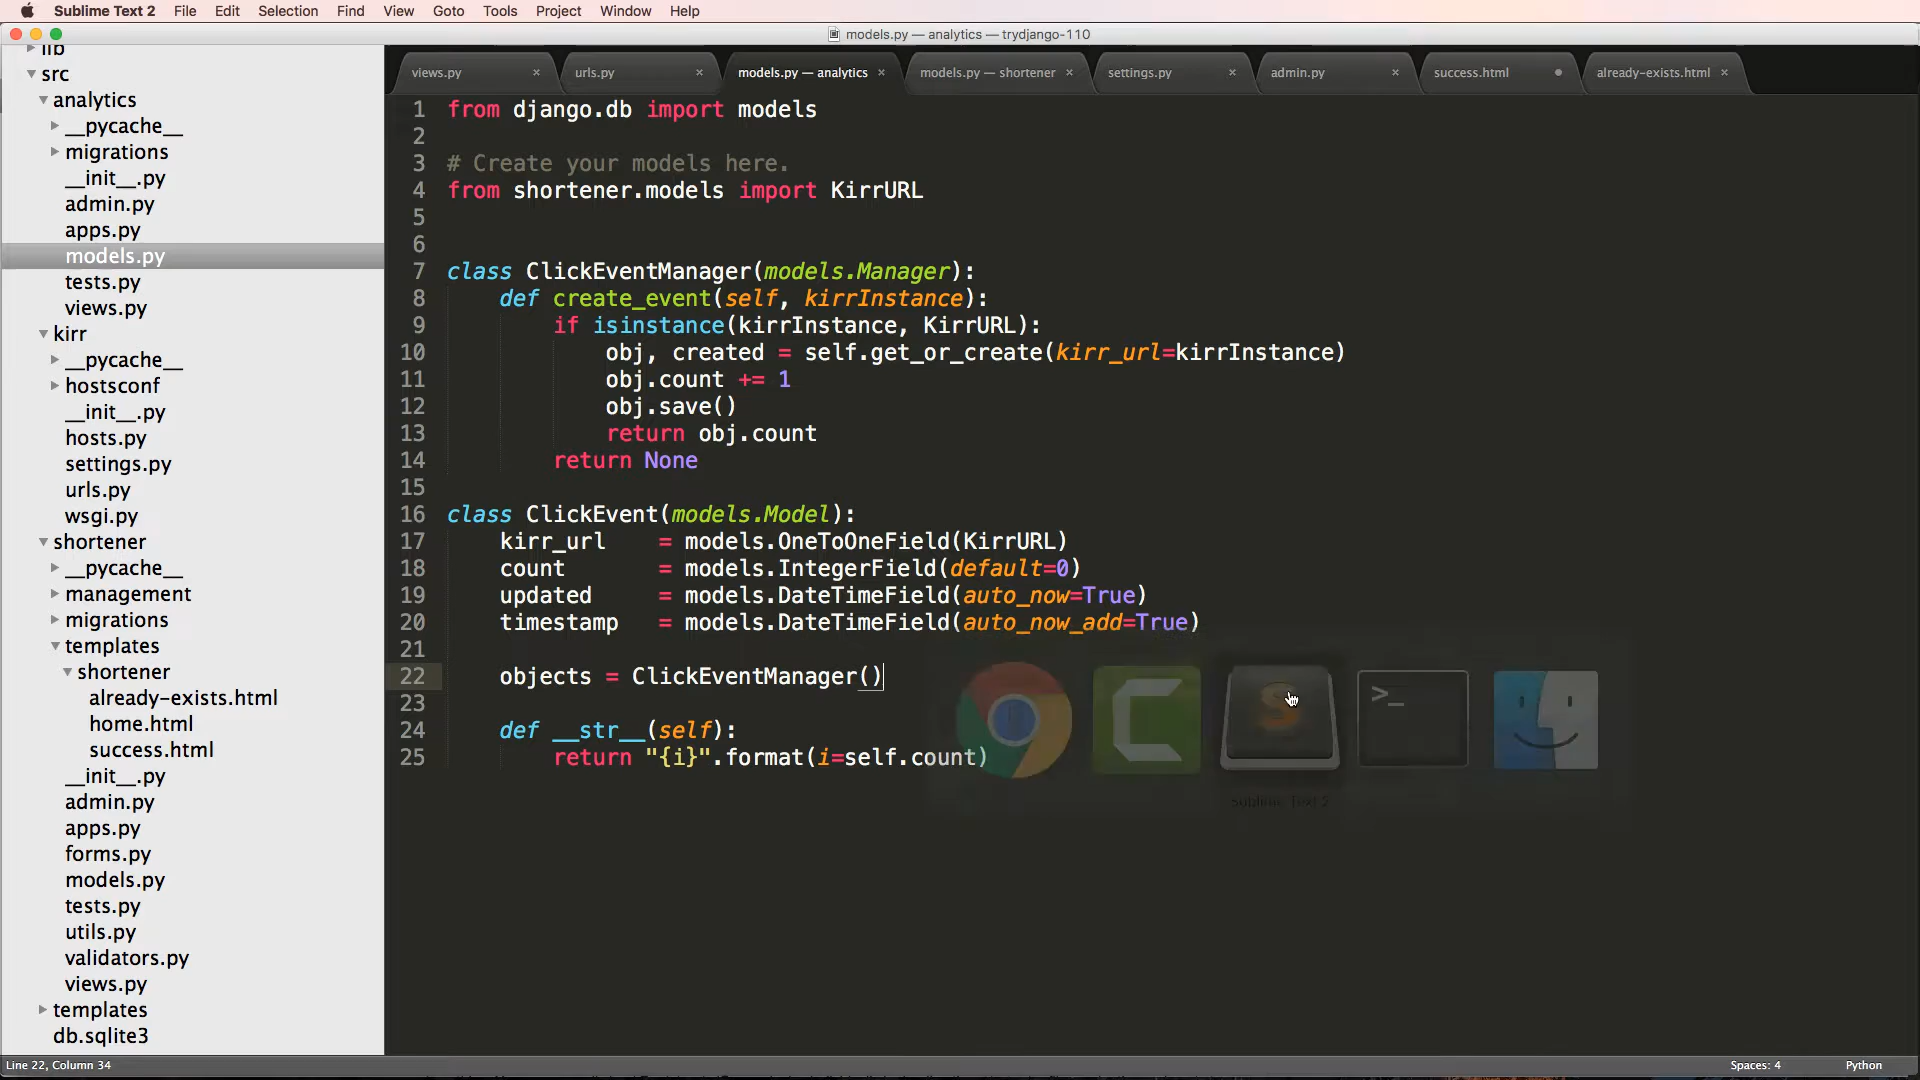 Sublime Text 2 File Edit Selection Find View Goto Tools Project Window Help
models.py — analytics — trydjango-110
views.py × urls.py × models.py — analytics × models.py — shortener × settings.py × admin.py × success.html already-exists.html ×
lib
src
analytics
__pycache__
migrations
__init__.py
admin.py
apps.py
models.py
tests.py
views.py
kirr
__pycache__
hostsconf
__init__.py
hosts.py
settings.py
urls.py
wsgi.py
shortener
__pycache__
management
migrations
templates
shortener
already-exists.html
home.html
success.html
__init__.py
admin.py
apps.py
forms.py
models.py
tests.py
utils.py
validators.py
views.py
templates
db.sqlite3
1 from django.db import models
2
3 # Create your models here.
4 from shortener.models import KirrURL
5
6
7 class ClickEventManager(models.Manager):
8 def create_event(self, kirrInstance):
9 if isinstance(kirrInstance, KirrURL):
10 obj, created = self.get_or_create(kirr_url=kirrInstance)
11 obj.count += 1
12 obj.save()
13 return obj.count
14 return None
15
16 class ClickEvent(models.Model):
17 kirr_url = models.OneToOneField(KirrURL)
18 count = models.IntegerField(default=0)
19 updated = models.DateTimeField(auto_now=True)
20 timestamp = models.DateTimeField(auto_now_add=True)
21
22 objects = ClickEventManager()
23
24 def __str__(self):
25 return "{i}".format(i=self.count)
Sublime Text 2
Line 22, Column 34 Spaces: 4 Python